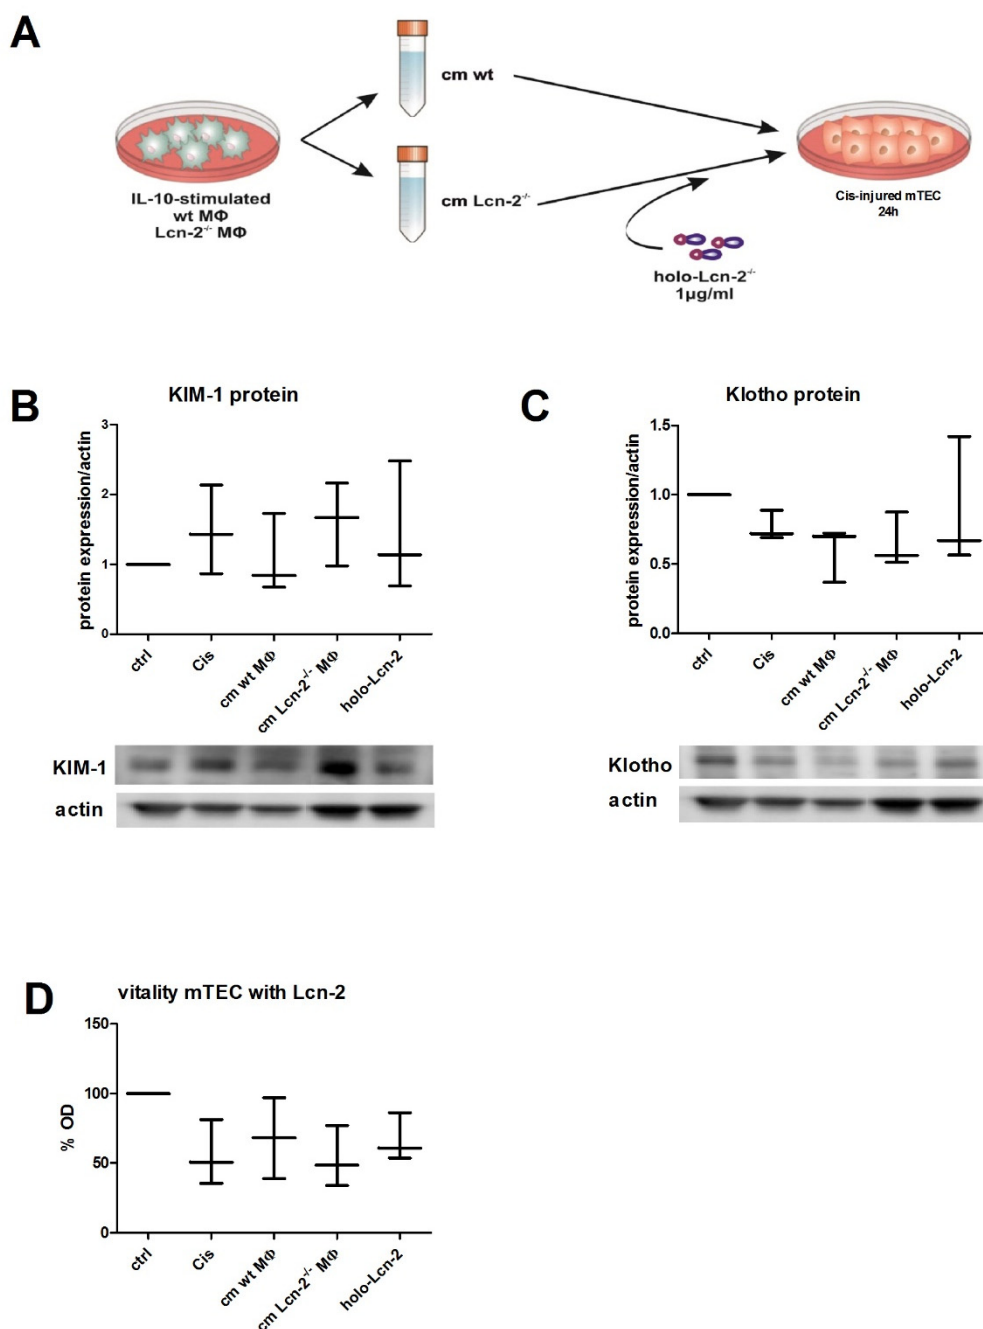 A
cm wt
cm Lcn-2⁻/⁻
IL-10-stimulated
wt MΦ
Lcn-2⁻/⁻ MΦ
Cis-injured mTEC
24h
holo-Lcn-2⁻/⁻
1µg/ml
B
KIM-1 protein
protein expression/actin
3
2
1
0
ctrl
Cis
cm wt MΦ
cm Lcn-2⁻/⁻ MΦ
holo-Lcn-2
KIM-1
actin
C
Klotho protein
protein expression/actin
1.5
1.0
0.5
0.0
ctrl
Cis
cm wt MΦ
cm Lcn-2⁻/⁻ MΦ
holo-Lcn-2
Klotho
actin
D
vitality mTEC with Lcn-2
% OD
150
100
50
0
ctrl
Cis
cm wt MΦ
cm Lcn-2⁻/⁻ MΦ
holo-Lcn-2